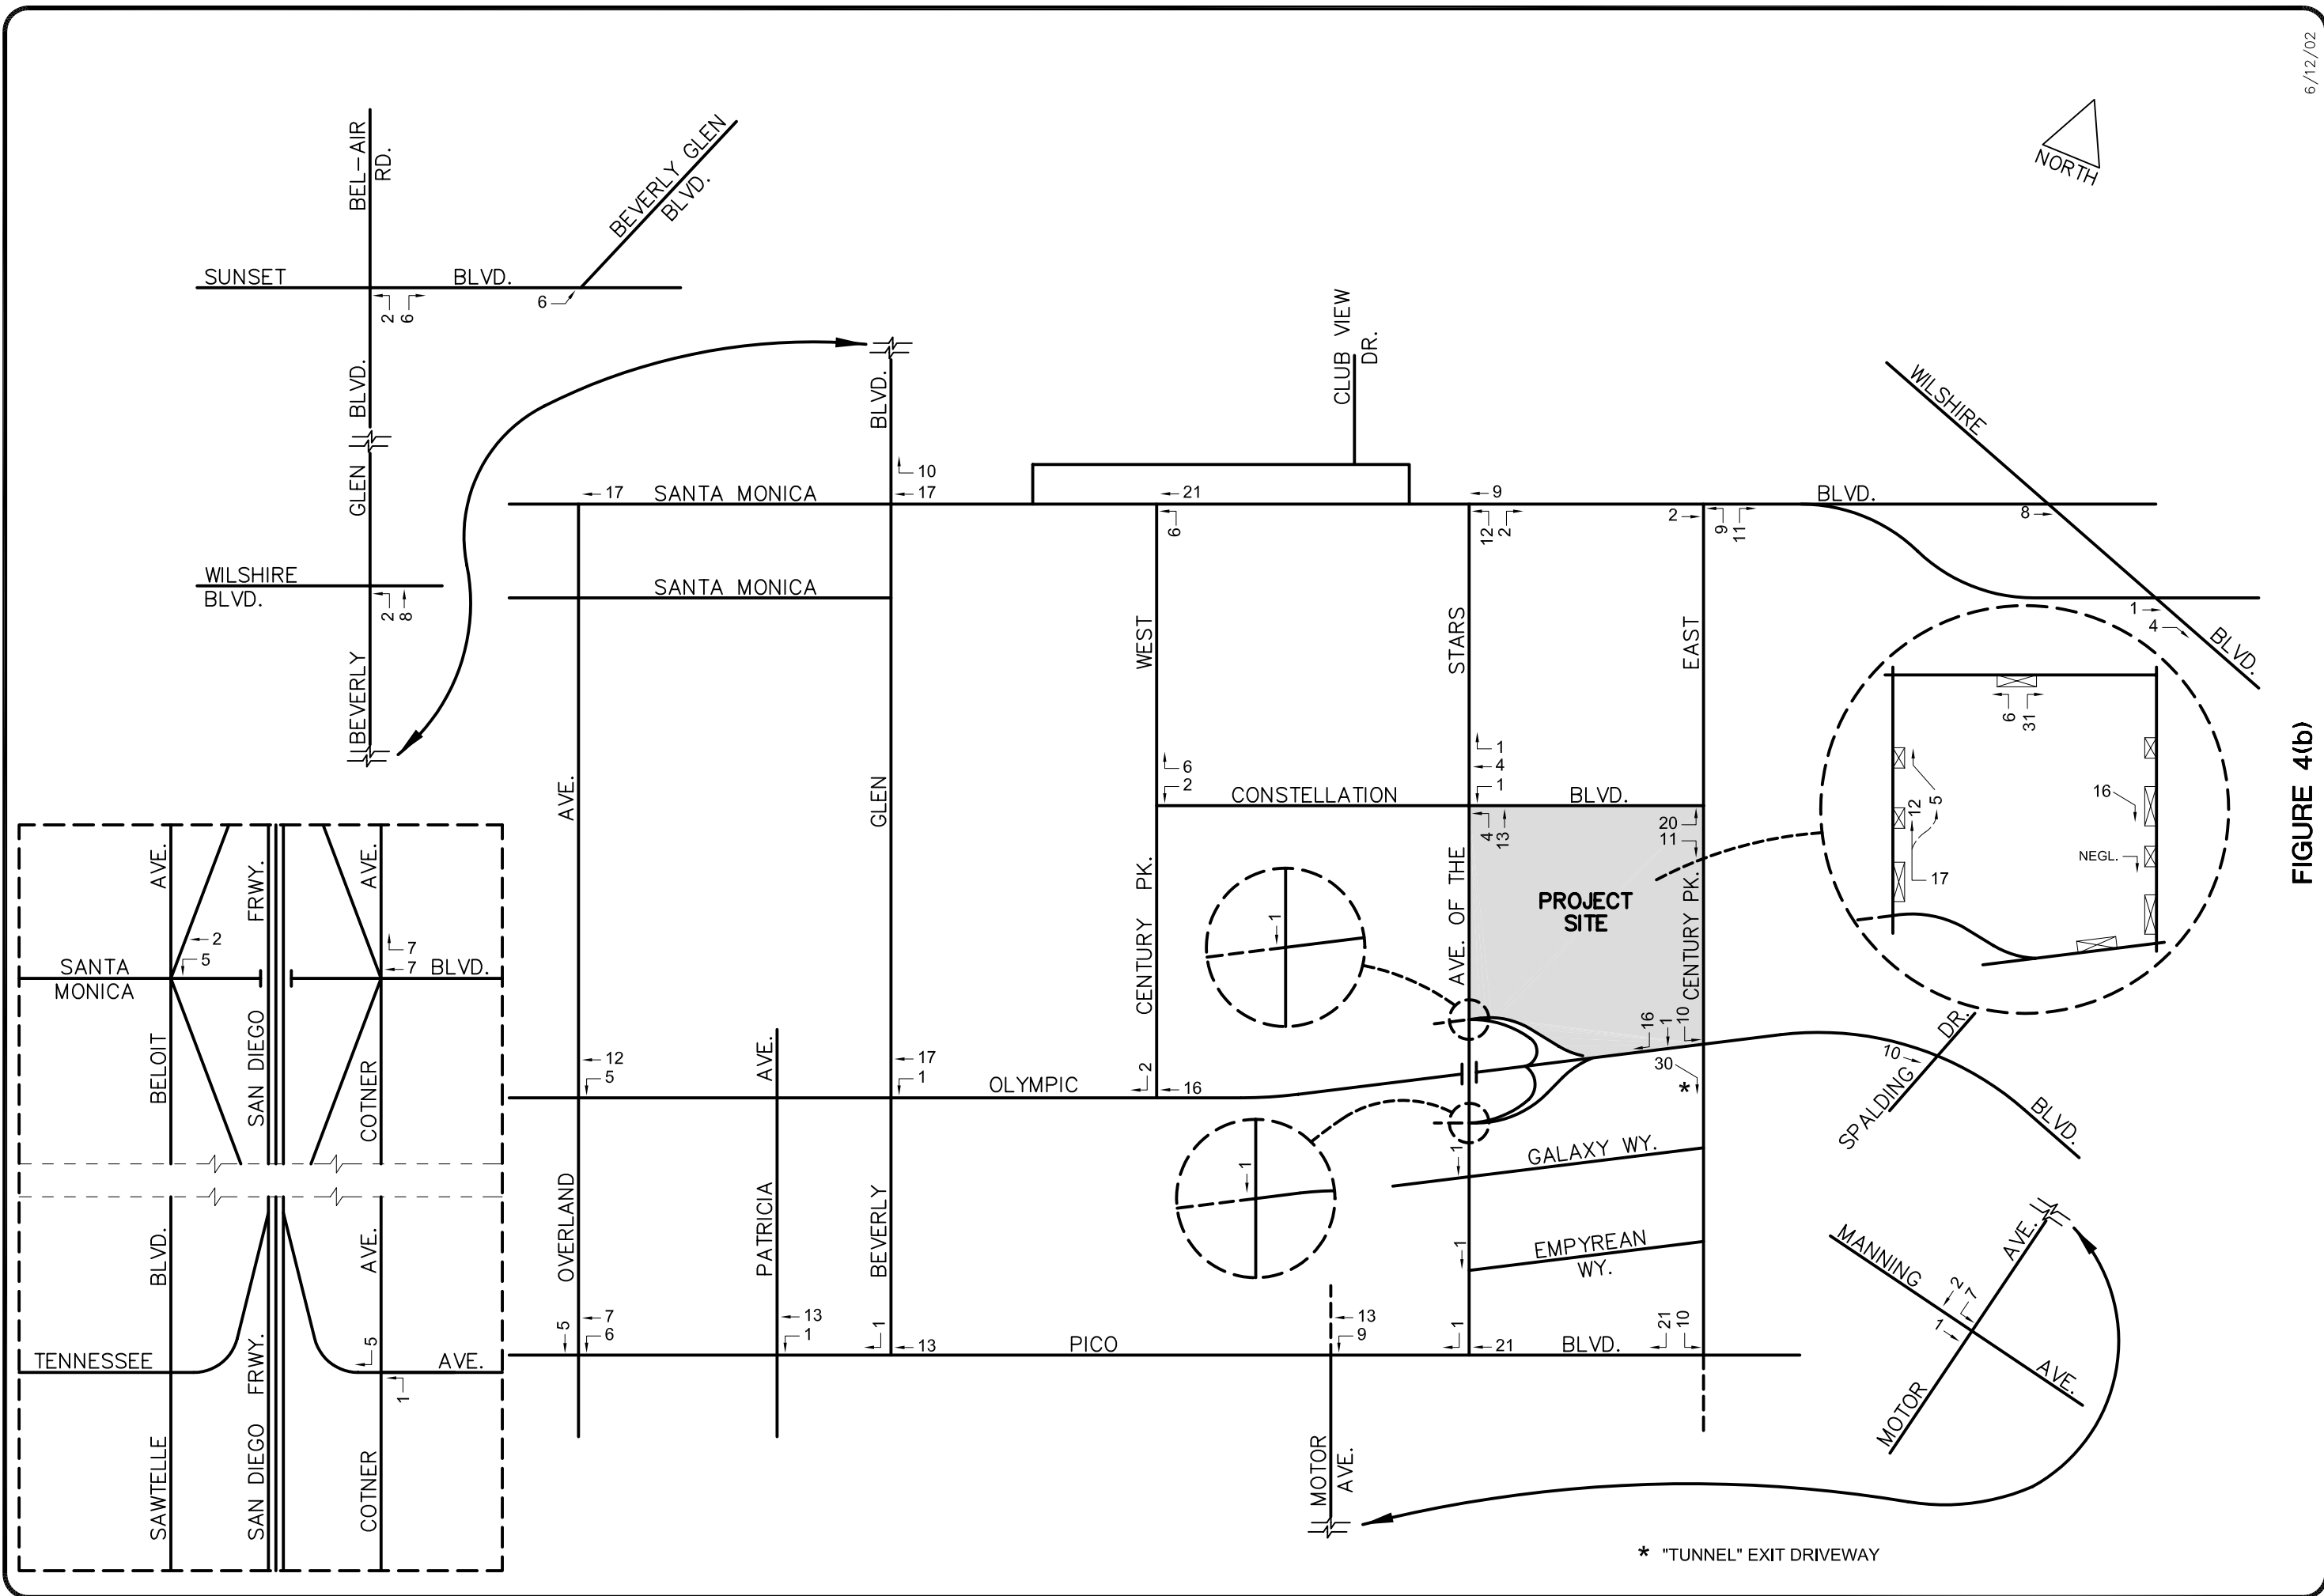 6/12/02
BEL-AIR
RD.
BEVERLY GLEN
BLVD.
NORTH
SUNSET
BLVD.
2
6
6
BLVD.
GLEN
WILSHIRE
BLVD.
2
8
BEVERLY
BLVD.
10
17
17
SANTA MONICA
CLUB VIEW
DR.
21
6
9
12
2
2
9
11
BLVD.
WILSHIRE
8
1
4
BLVD.
SANTA MONICA
WEST
STARS
EAST
AVE.
GLEN
6
2
1
4
1
CONSTELLATION
BLVD.
4
13
20
11
PROJECT
SITE
CENTURY PK.
AVE. OF THE
CENTURY PK.
6
31
12
5
17
16
NEGL.
FIGURE 4(b)
AVE.
FRWY.
AVE.
2
5
7
7
SANTA
MONICA
BLVD.
BELOIT
SAN DIEGO
COTNER
1
16
1
10
30
*
12
5
AVE.
17
1
OLYMPIC
2
16
10
DR.
SPALDING
BLVD.
1
1
GALAXY WY.
OVERLAND
PATRICIA
BEVERLY
1
EMPYREAN
WY.
BLVD.
FRWY.
AVE.
5
TENNESSEE
AVE.
1
SAWTELLE
SAN DIEGO
COTNER
5
7
6
13
1
1
13
PICO
13
9
1
21
BLVD.
21
10
MOTOR
AVE.
MANNING
AVE.
2
7
1
MOTOR
AVE.
* "TUNNEL" EXIT DRIVEWAY